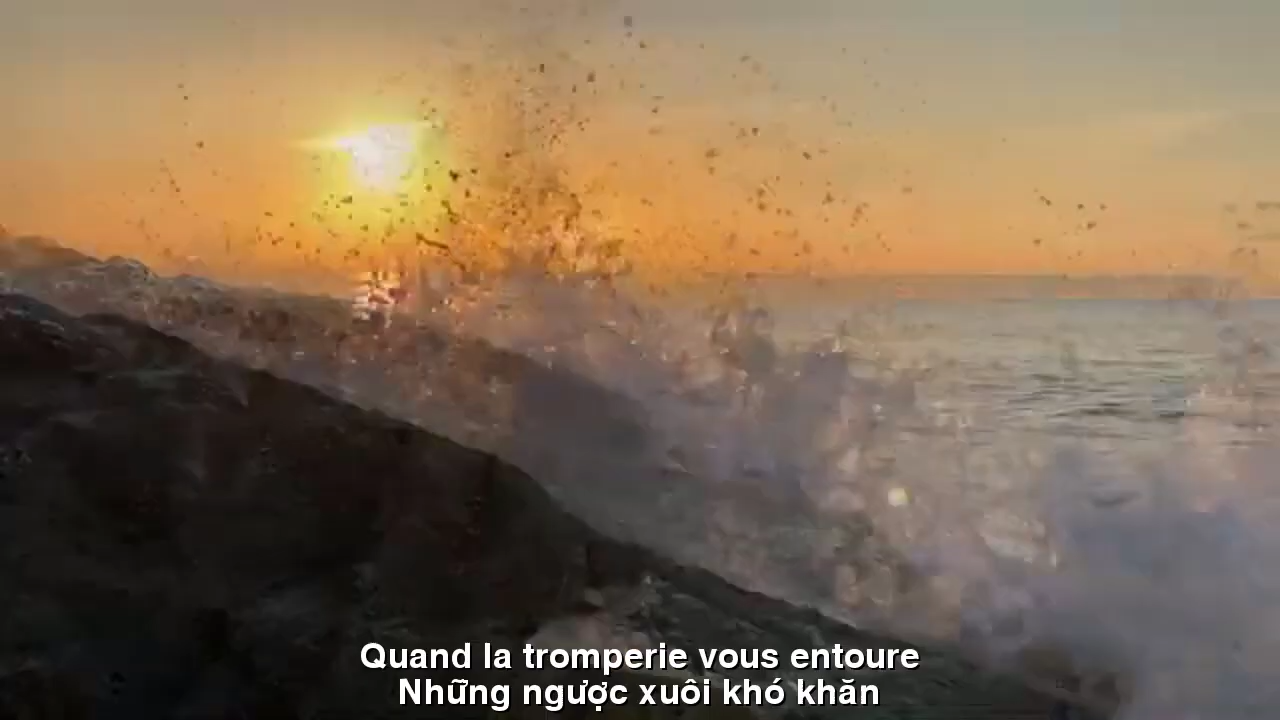 Quand la tromperie vous entoure
Những ngược xuôi khó khăn